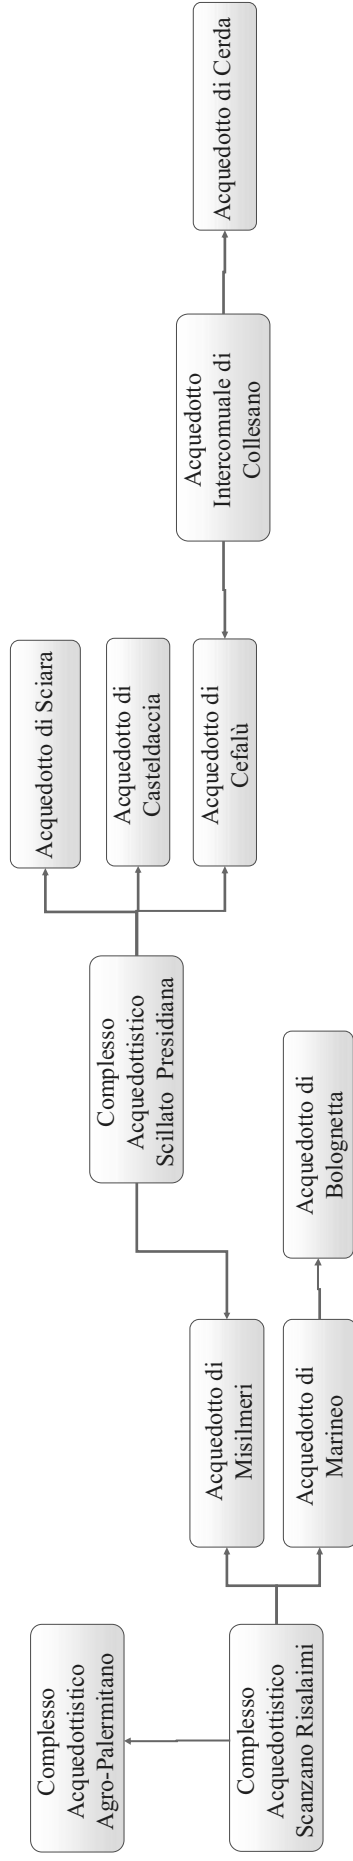 Complesso
Acquedottistico
Agro-Palermitano
Complesso
Acquedottistico
Scanzano Risalaimi
Acquedotto di
Misilmeri
Acquedotto di
Marineo
Acquedotto di
Bolognetta
Complesso
Acquedottistico
Scillato Presidiana
Acquedotto di Sciara
Acquedotto di
Casteldaccia
Acquedotto di
Cefalù
Acquedotto
Intercomuale di
Collesano
Acquedotto di Cerda